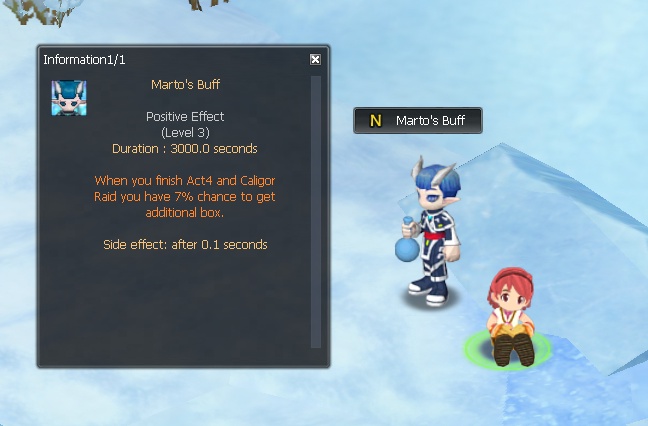 Information1/1
Marto's Buff
Positive Effect
(Level 3)
Duration : 3000.0 seconds
When you finish Act4 and Caligor
Raid you have 7% chance to get
additional box.
Side effect: after 0.1 seconds
N Marto's Buff